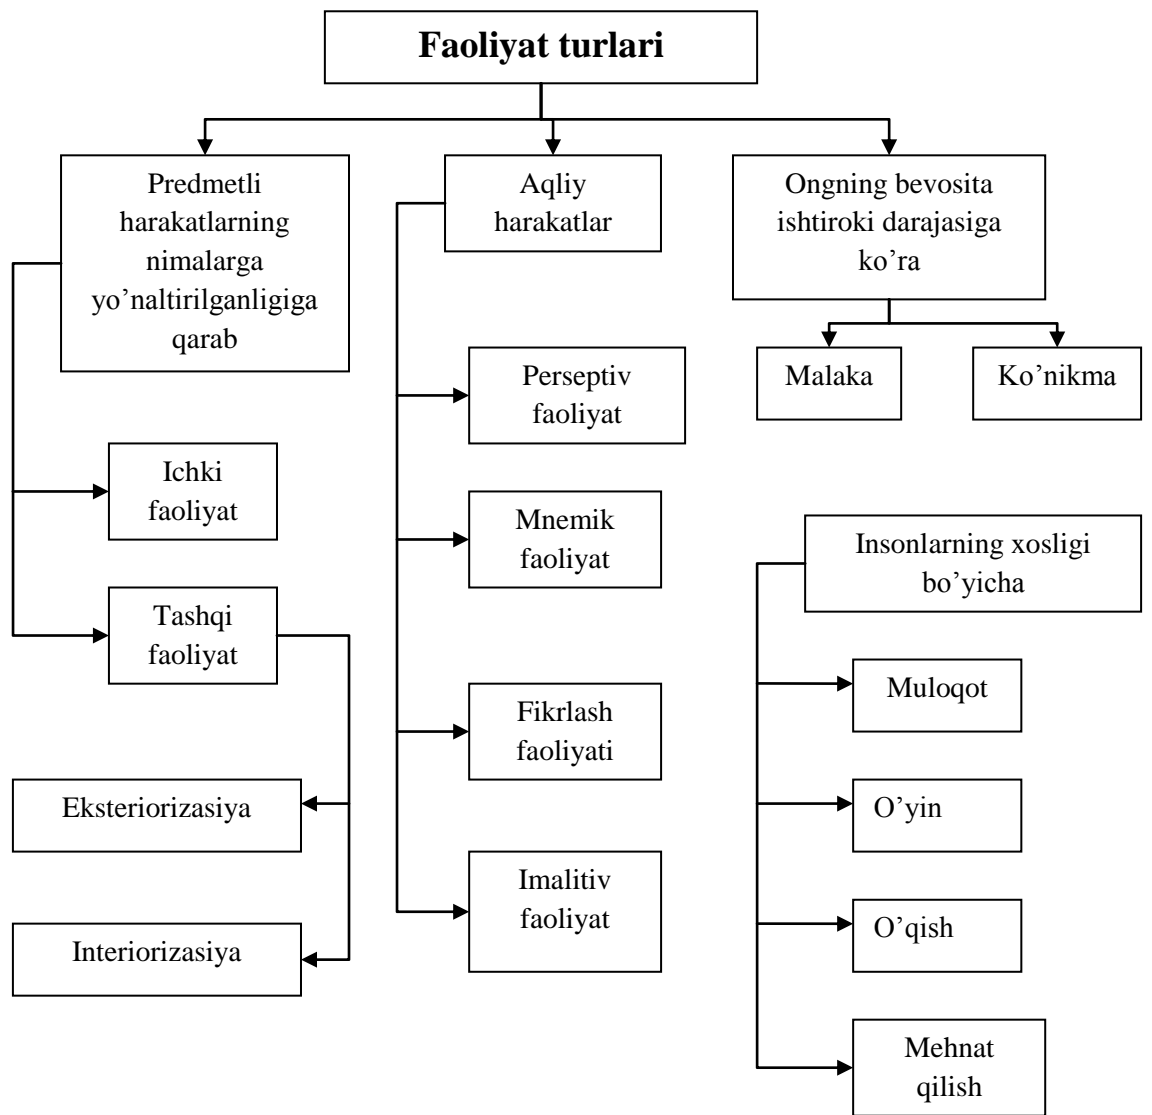 Faoliyat turlari
Predmetli
harakatlarning
nimalarga
yo’naltirilganligiga
qarab
Aqliy
harakatlar
Ongning bevosita
ishtiroki darajasiga
ko’ra
Perseptiv
faoliyat
Malaka
Ko’nikma
Ichki
faoliyat
Mnemik
faoliyat
Insonlarning xosligi
bo’yicha
Tashqi
faoliyat
Muloqot
Fikrlash
faoliyati
Eksteriorizasiya
O’yin
Imalitiv
faoliyat
Interiorizasiya
O’qish
Mehnat
qilish